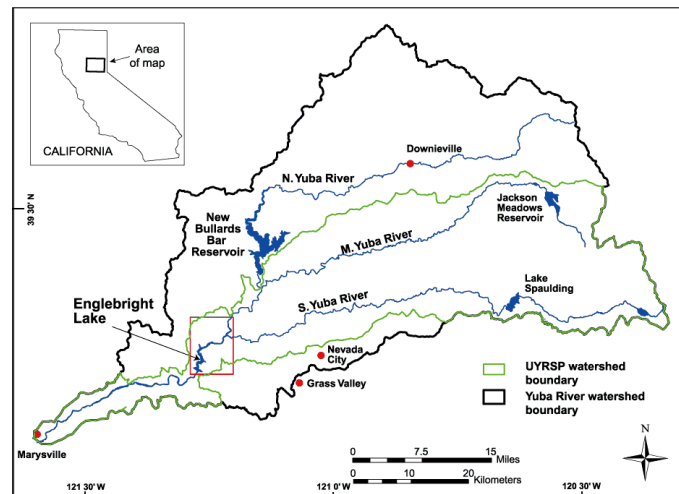 Area
of map
CALIFORNIA
Downieville
N. Yuba River
39 30' N
New
Bullards
Bar
Reservoir
Jackson
Meadows
Reservoir
M. Yuba River
Lake
Spaulding
S. Yuba River
Englebright
Lake
Nevada
City
Grass Valley
UYRSP watershed
boundary
Yuba River watershed
boundary
Marysville
0 7.5 15
Miles
0 10 20
Kilometers
N
121 30' W
121 0' W
120 30' W